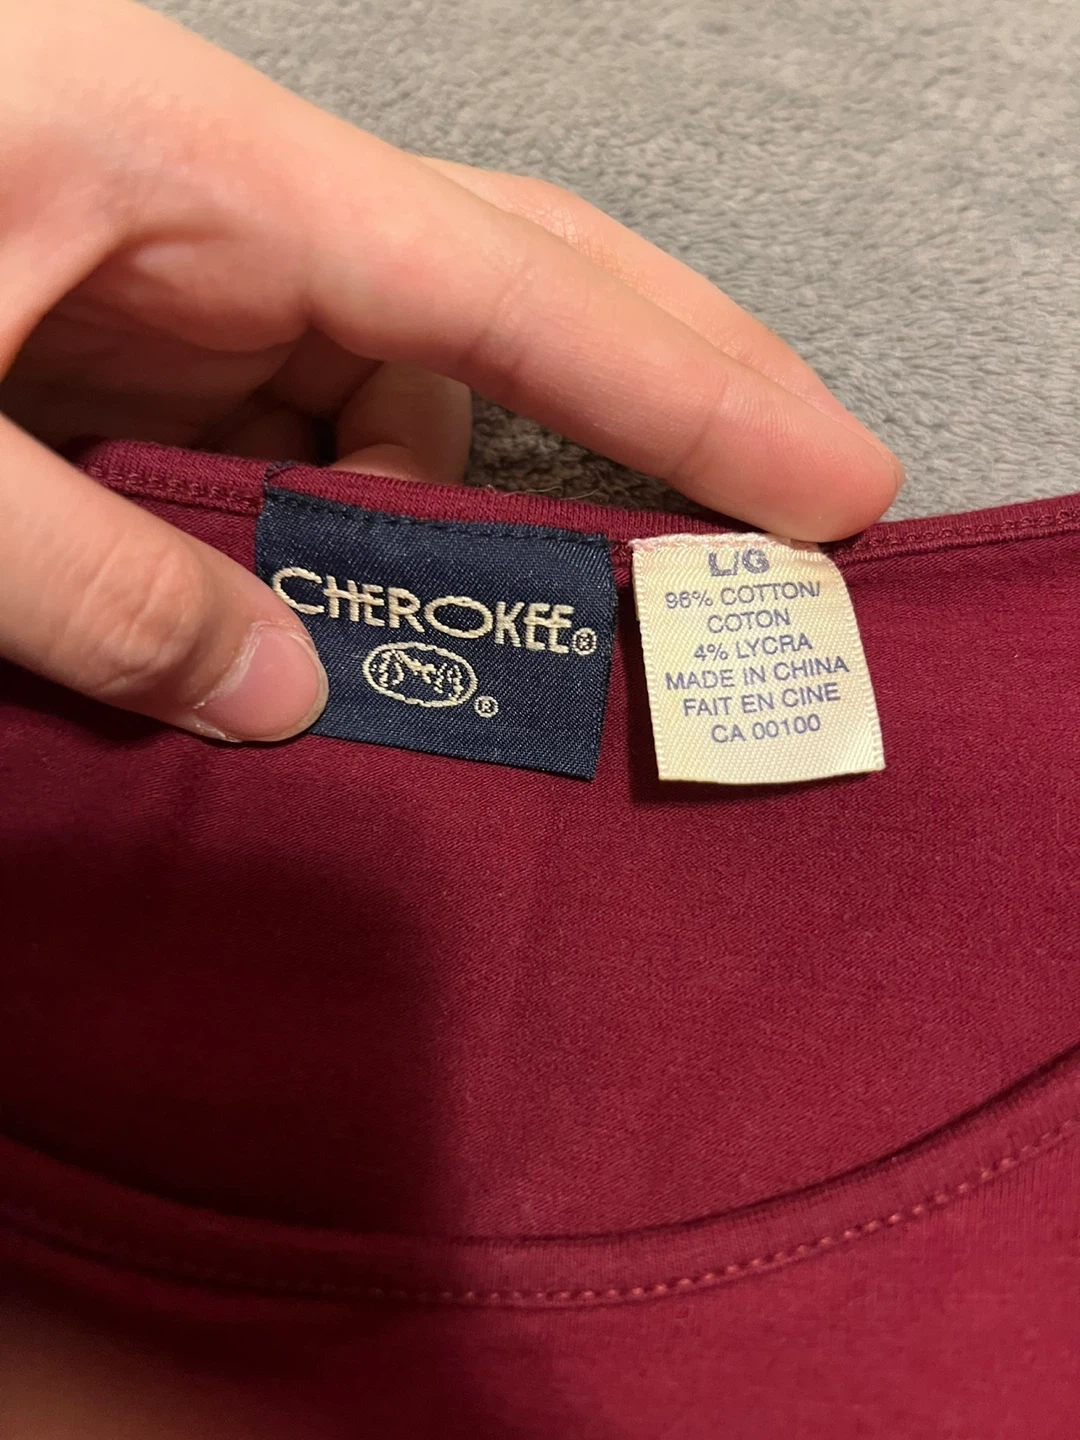 CHEROKEE®
®
L/G
96% COTTON/
COTON
4% LYCRA
MADE IN CHINA
FAIT EN CINE
CA 00100